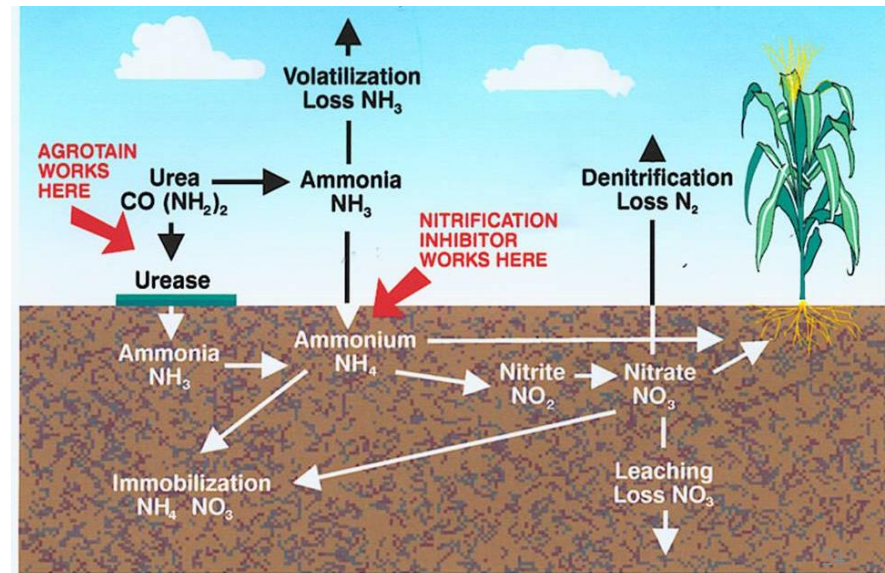 Volatilization
Loss NH₃
AGROTAIN
WORKS
HERE
Urea
CO (NH₂)₂
Ammonia
NH₃
Denitrification
Loss N₂
NITRIFICATION
INHIBITOR
WORKS HERE
Urease
Ammonia
NH₃
Ammonium
NH₄
Nitrite
NO₂
Nitrate
NO₃
Immobilization
NH₄ NO₃
Leaching
Loss NO₃